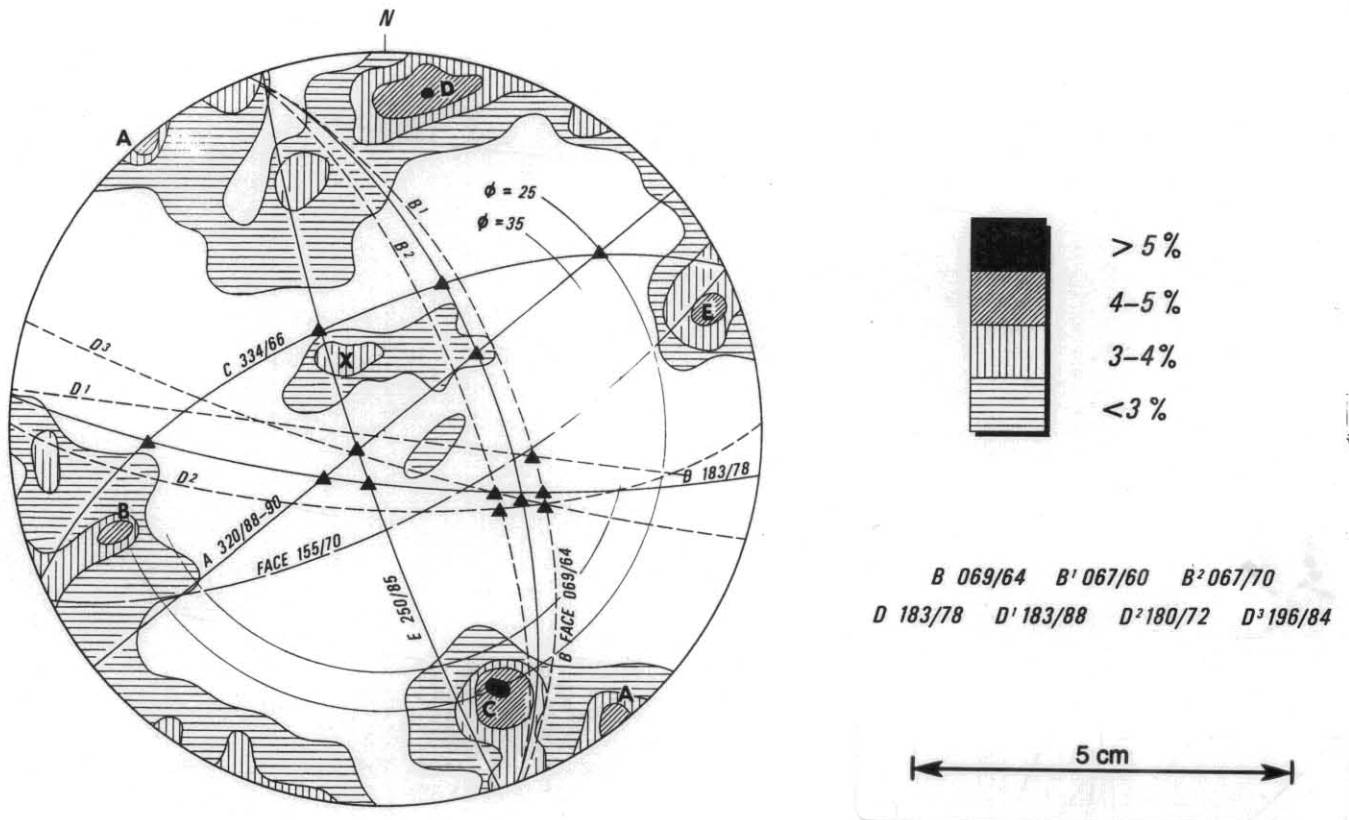 N
D
A
ϕ = 25
ϕ = 35
B¹
B²
E
D³
C 334/66
X
D¹
D²
D 183/78
B
A 320/88-90
FACE 155/70
E 250/85
B FACE 069/64
C
A
> 5 %
4–5 %
3–4%
<3 %
B 069/64 B¹ 067/60 B² 067/70
D 183/78 D¹ 183/88 D² 180/72 D³ 196/84
5 cm